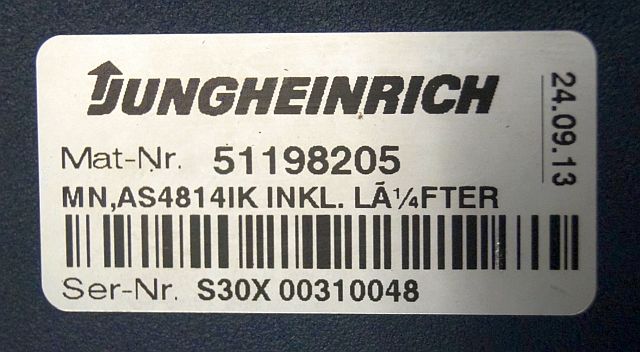 JUNGHEINRICH
24.09.13
Mat-Nr. 51198205
MN,AS4814IK INKL. LÃ¼FTER
Ser-Nr. S30X 00310048